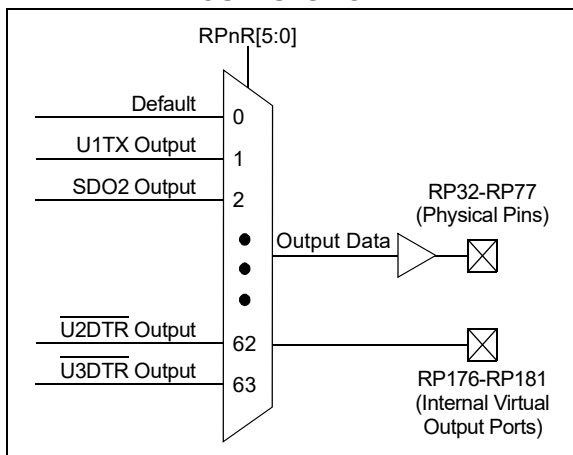 RPnR[5:0]
Default
0
U1TX Output
1
SDO2 Output
2
RP32-RP77
(Physical Pins)
Output Data
U2DTR Output
62
U3DTR Output
63
RP176-RP181
(Internal Virtual
Output Ports)